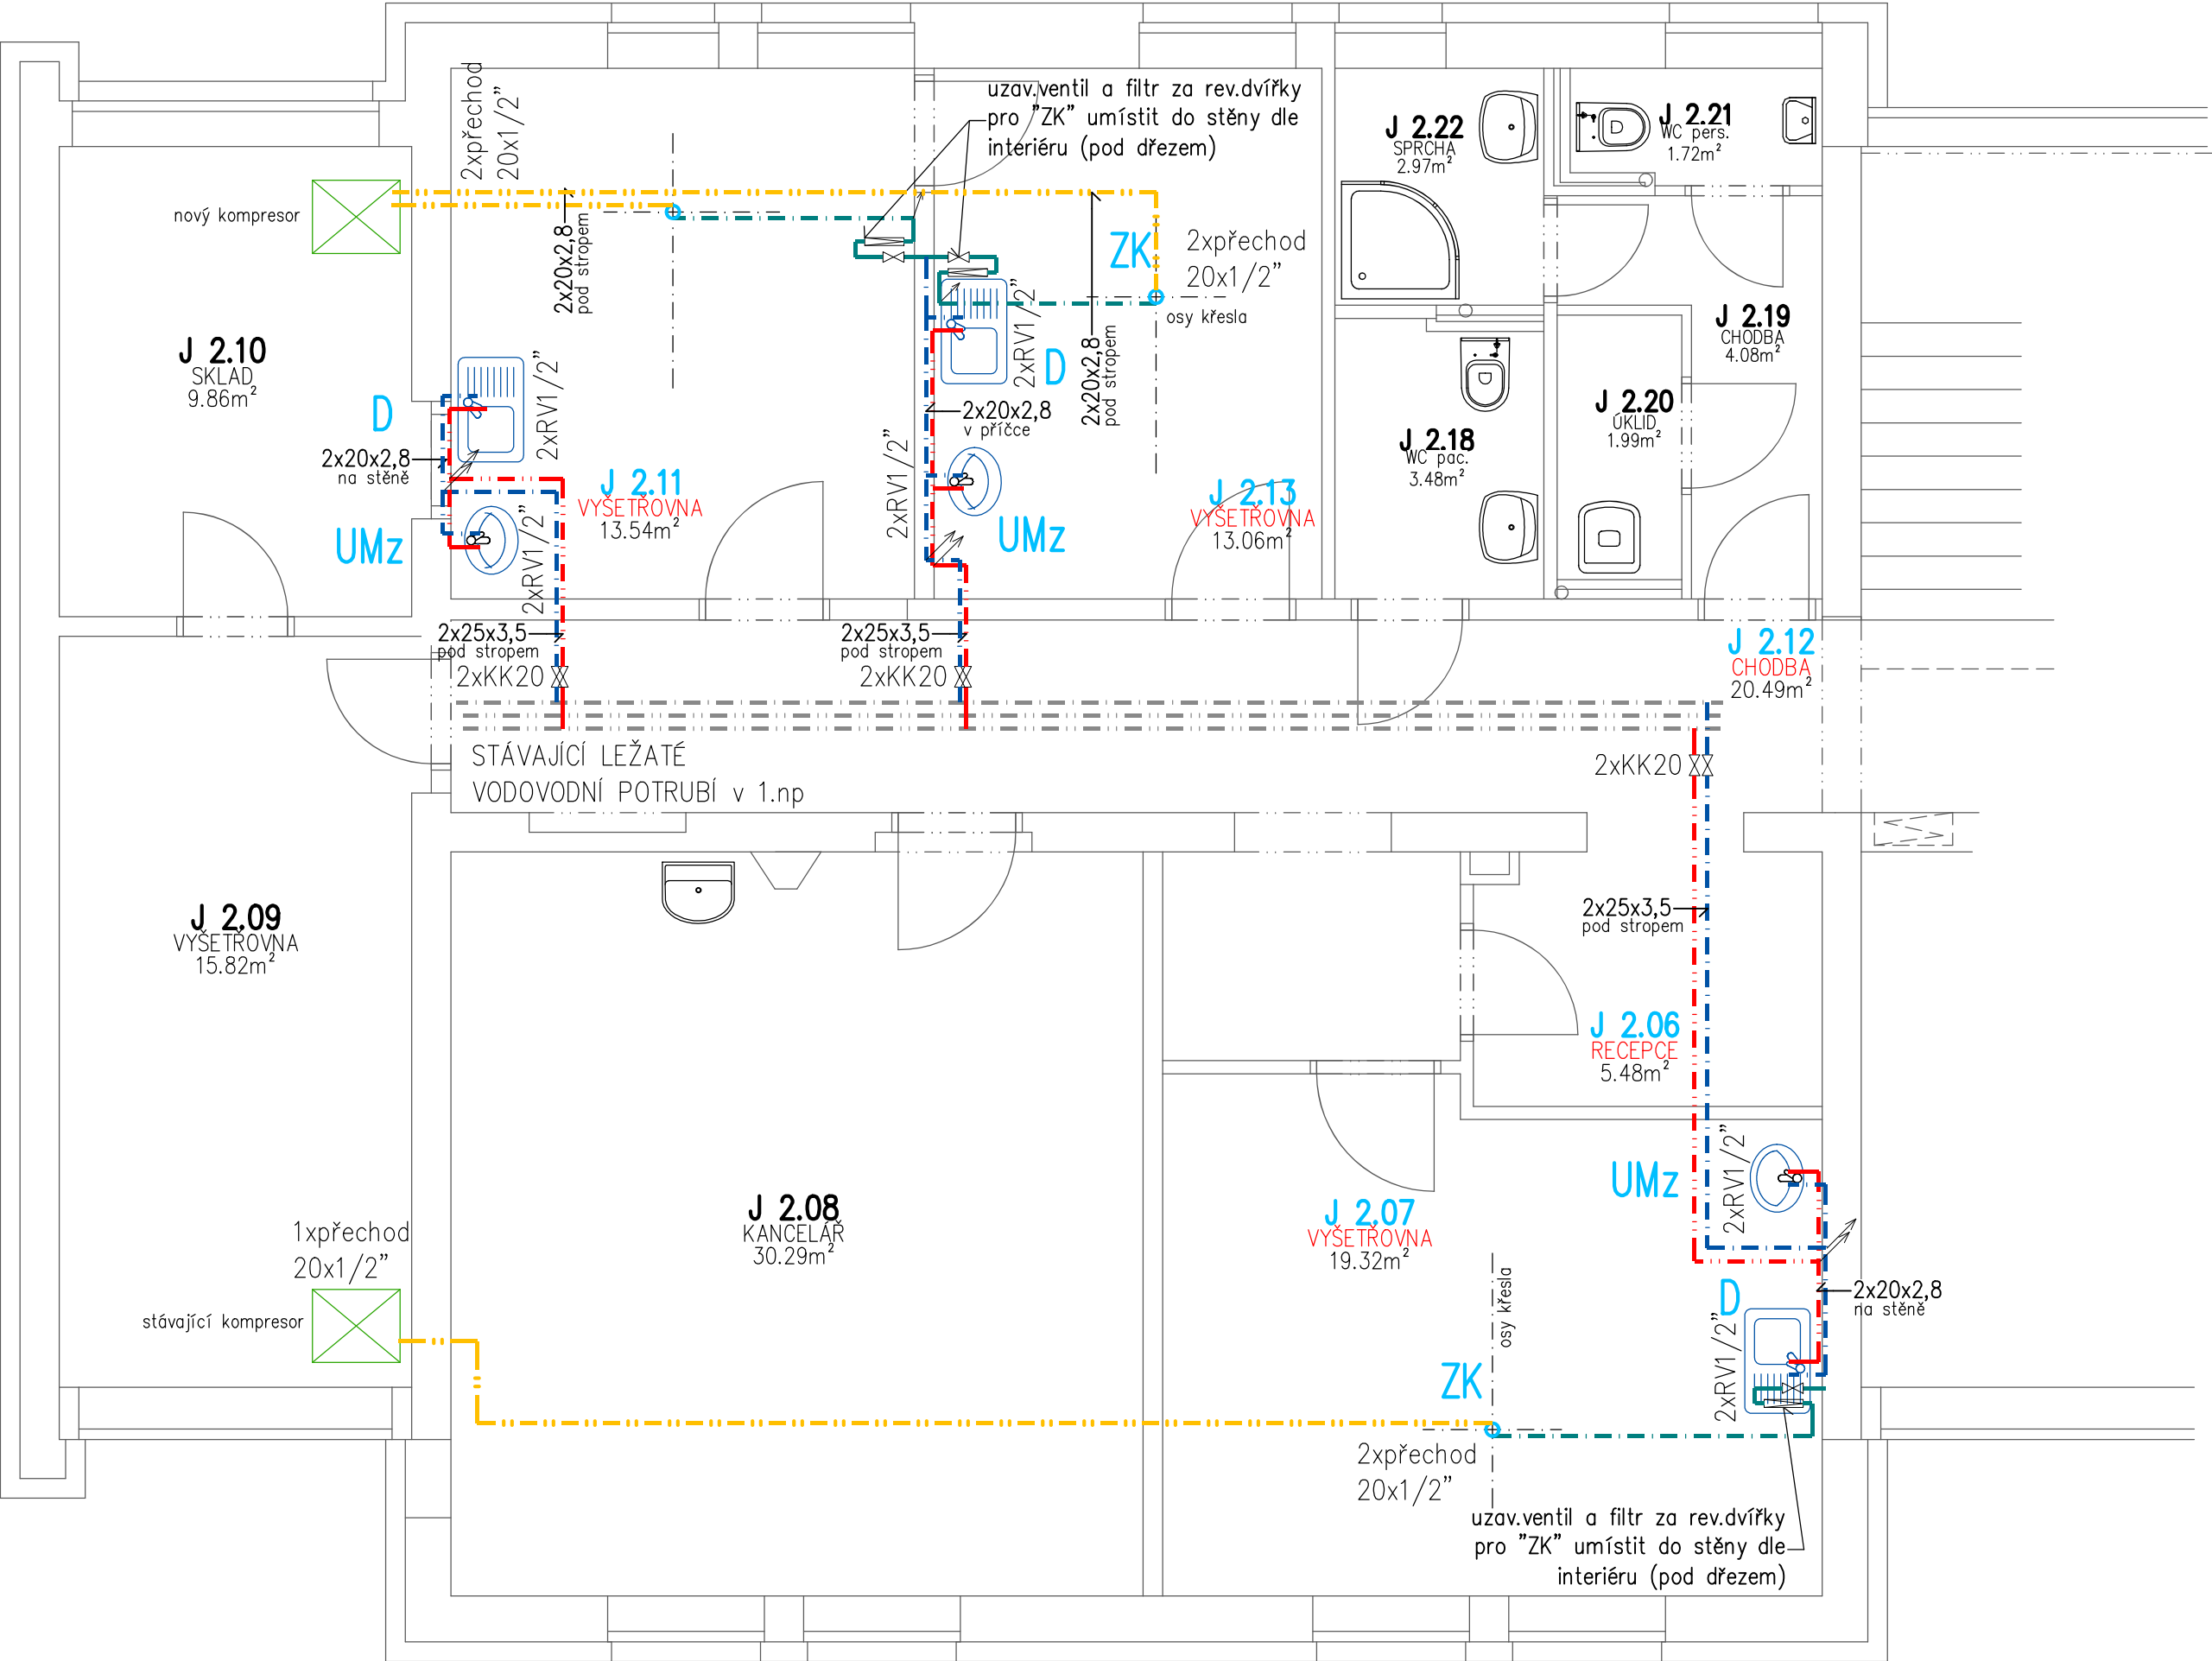 2xpřechod
20x1/2"
uzav.ventil a filtr za rev.dvířky
pro "ZK" umístit do stěny dle
interiéru (pod dřezem)
J 2.22
SPRCHA
2.97m²
J 2.21
WC pers.
1.72m²
nový kompresor
2x20x2,8
pod stropem
ZK
2xpřechod
20x1/2"
osy křesla
2x20x2,8
pod stropem
J 2.10
SKLAD
9.86m²
D
2x20x2,8
na stěně
UMz
2xRV1/2"
2xRV1/2"
J 2.11
VYŠETŘOVNA
13.54m²
2xRV1/2"
D
2x20x2,8
v příčce
2xRV1/2"
UMz
J 2.13
VYŠETŘOVNA
13.06m²
J 2.18
WC pac.
3.48m²
J 2.19
CHODBA
4.08m²
J 2.20
ÚKLID
1.99m²
2x25x3,5
pod stropem
2xKK20
2x25x3,5
pod stropem
2xKK20
J 2.12
CHODBA
20.49m²
STÁVAJÍCÍ LEŽATÉ
VODOVODNÍ POTRUBÍ v 1.np
2xKK20
J 2.09
VYŠETŘOVNA
15.82m²
2x25x3,5
pod stropem
J 2.06
RECEPCE
5.48m²
1xpřechod
20x1/2"
stávající kompresor
J 2.08
KANCELÁŘ
30.29m²
J 2.07
VYŠETŘOVNA
19.32m²
UMz
2xRV1/2"
osy křesla
D
2x20x2,8
na stěně
2xRV1/2"
ZK
2xpřechod
20x1/2"
uzav.ventil a filtr za rev.dvířky
pro "ZK" umístit do stěny dle
interiéru (pod dřezem)